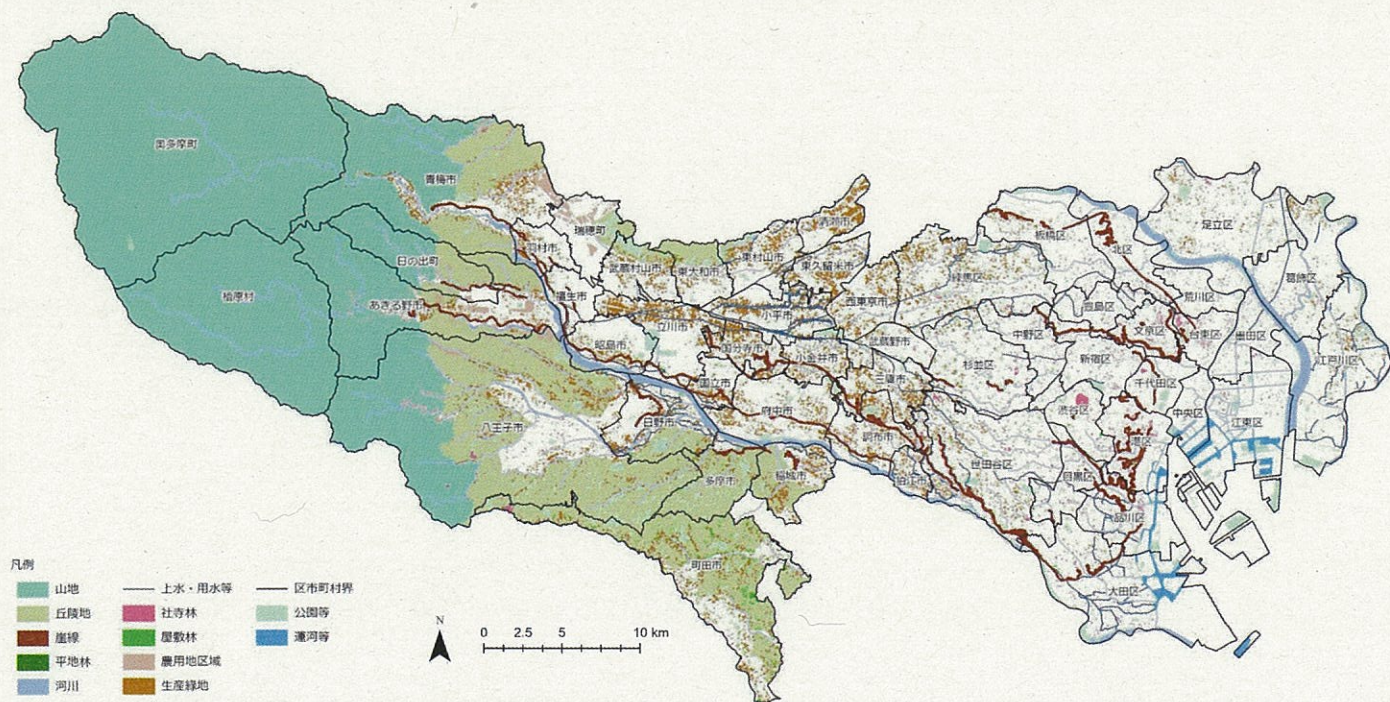 奥多摩町
青梅市
瑞穂町
羽村市
日の出町
檜原村
あきる野市
福生市
武蔵村山市
東大和市
東村山市
清瀬市
東久留米市
西東京市
小平市
立川市
昭島市
国分寺市
小金井市
武蔵野市
三鷹市
国立市
府中市
調布市
狛江市
日野市
八王子市
多摩市
稲城市
町田市
練馬区
板橋区
北区
足立区
葛飾区
荒川区
豊島区
文京区
台東区
墨田区
江戸川区
中野区
杉並区
新宿区
千代田区
渋谷区
中央区
江東区
港区
世田谷区
目黒区
品川区
大田区
凡例
山地
丘陵地
崖線
平地林
河川
上水・用水等
社寺林
屋敷林
農用地区域
生産緑地
区市町村界
公園等
運河等
N
0 2.5 5 10 km